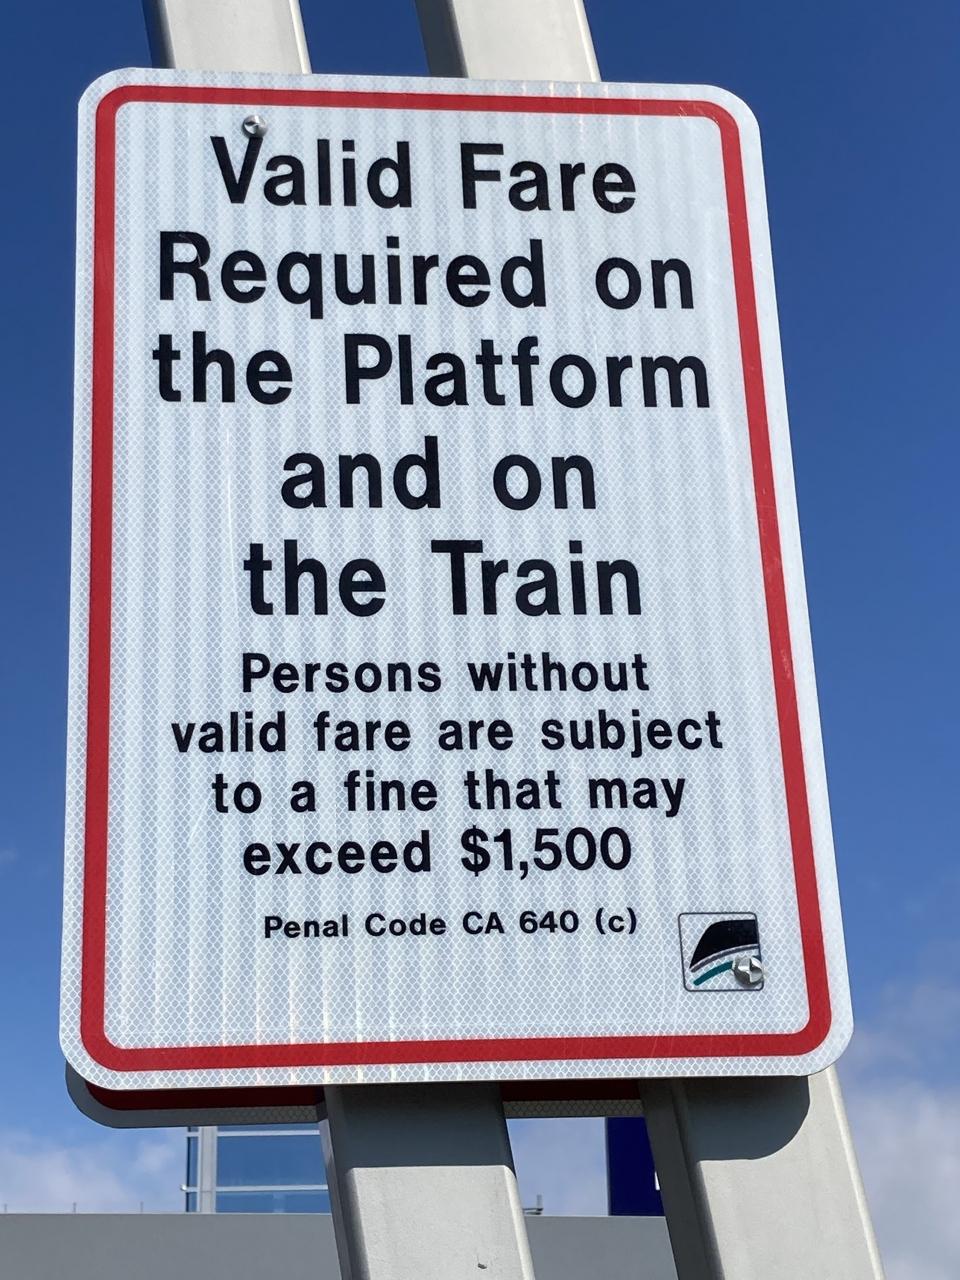 Valid Fare
Required on
the Platform
and on
the Train
Persons without
valid fare are subject
to a fine that may
exceed $1,500
Penal Code CA 640 (c)